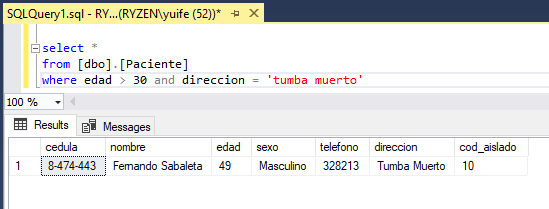 SQLQuery1.sql - RY...(RYZEN\yuife (52))*
select *
from [dbo].[Paciente]
where edad > 30 and direccion = 'tumba muerto'
100 %
Results Messages
cedula nombre edad sexo telefono direccion cod_aislado
1 8-474-443 Fernando Sabaleta 49 Masculino 328213 Tumba Muerto 10